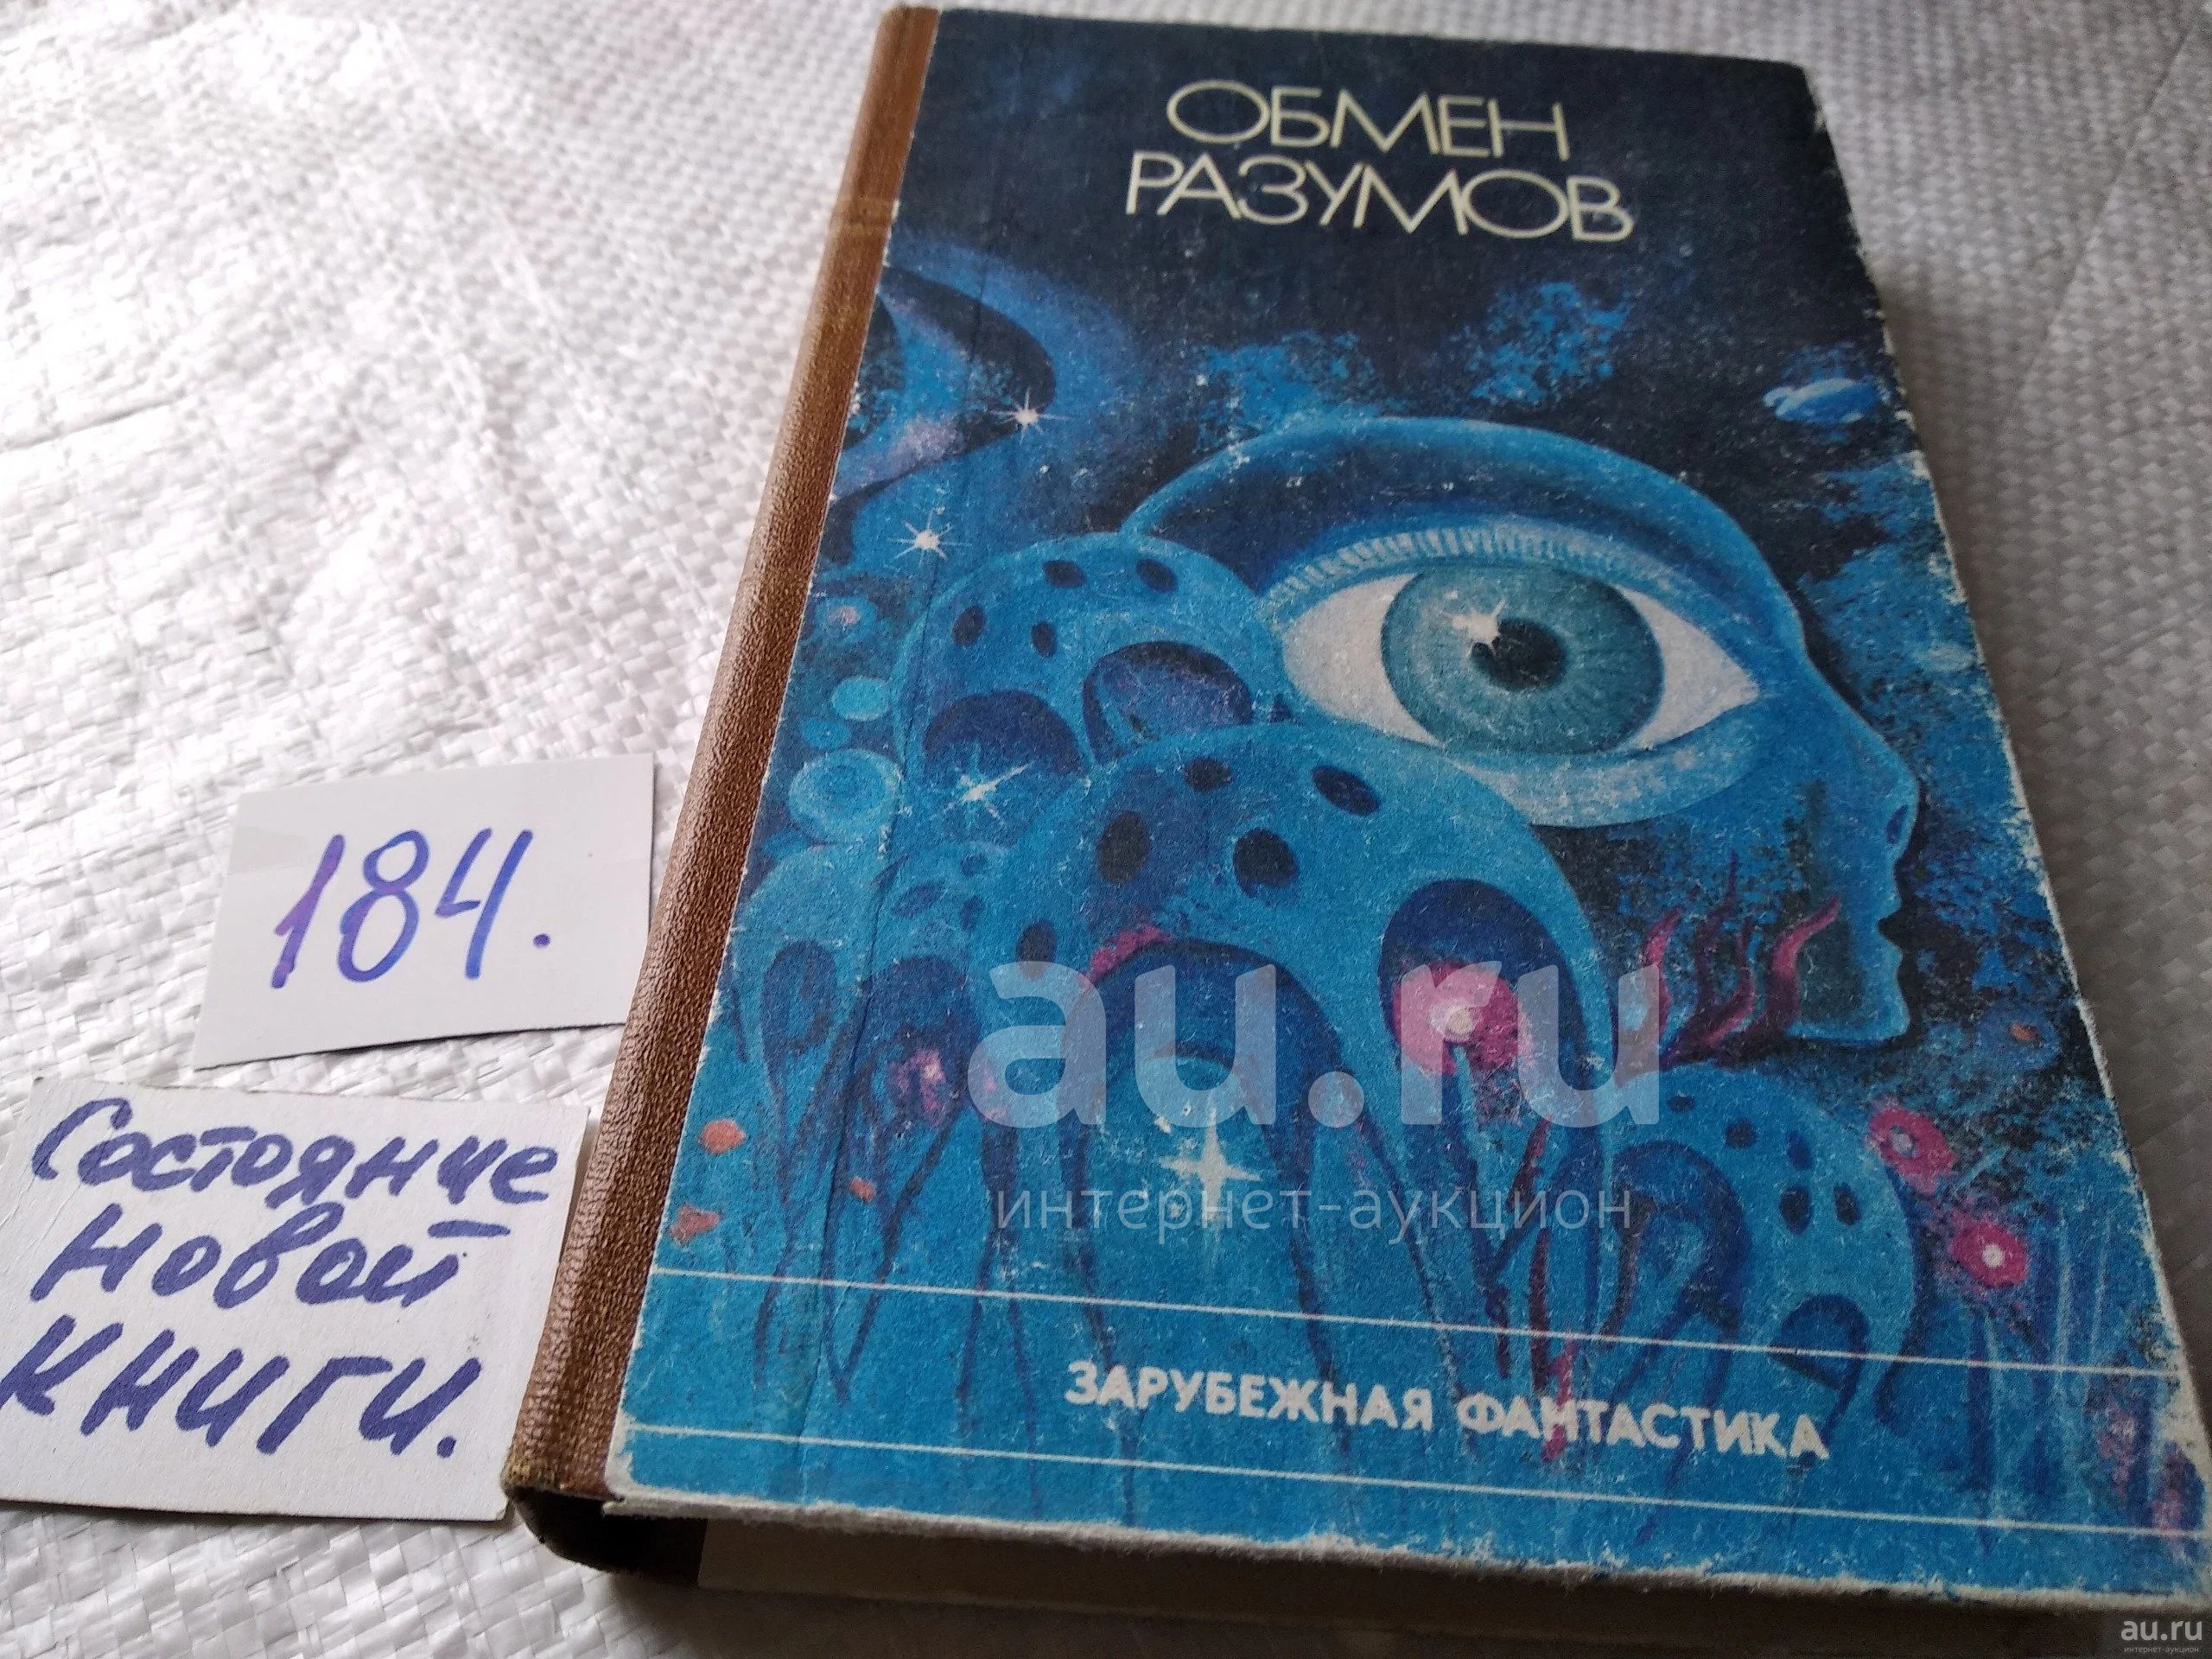 ОБМЕН
РАЗУМОВ
184.
Состояние
новой
книги.
au.ru
интернет-аукцион
ЗАРУБЕЖНАЯ ФАНТАСТИКА
au.ru
интернет-аукцион